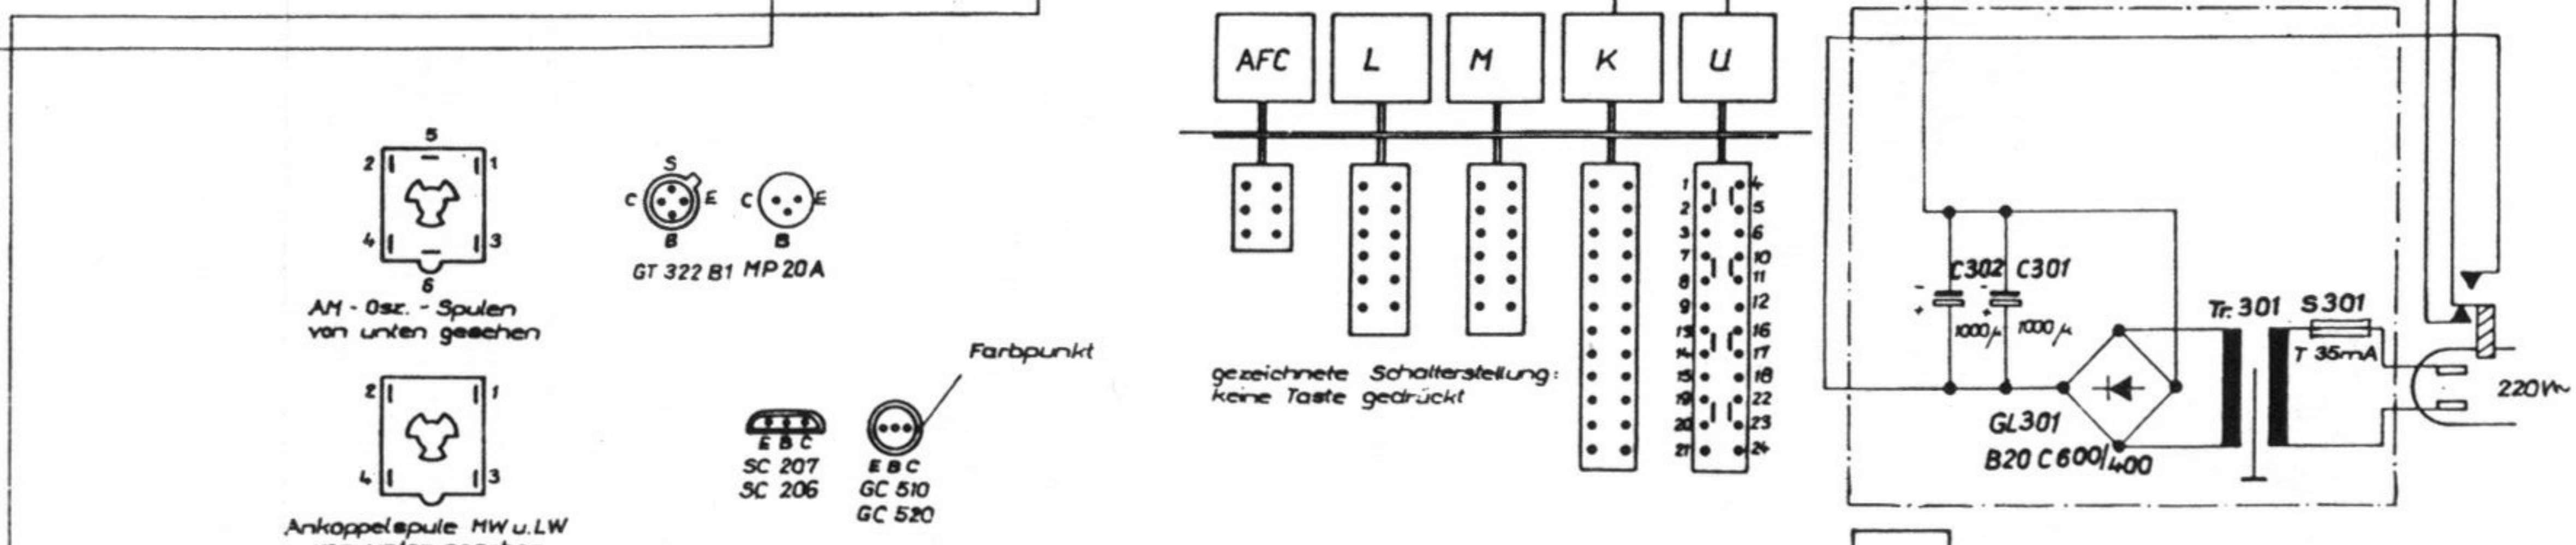 AFC L M K U
5
2 1
4 3
6
AM - Osz. - Spulen
von unten gesehen
S
C E
B
GT 322 B1
C E
B
MP 20A
2 1
4 3
Ankoppelspule MW u. LW
Farbpunkt
E B C
SC 207
SC 206
E B C
GC 510
GC 520
gezeichnete Schalterstellung:
keine Taste gedrückt
1 4
2 5
3 6
7 10
8 11
9 12
13 16
14 17
15 18
19 22
20 23
21 24
C302 C301
- -
+ +
1000µ 1000µ
GL301
B20 C 600/400
Tr. 301
S301
T 35mA
220V~